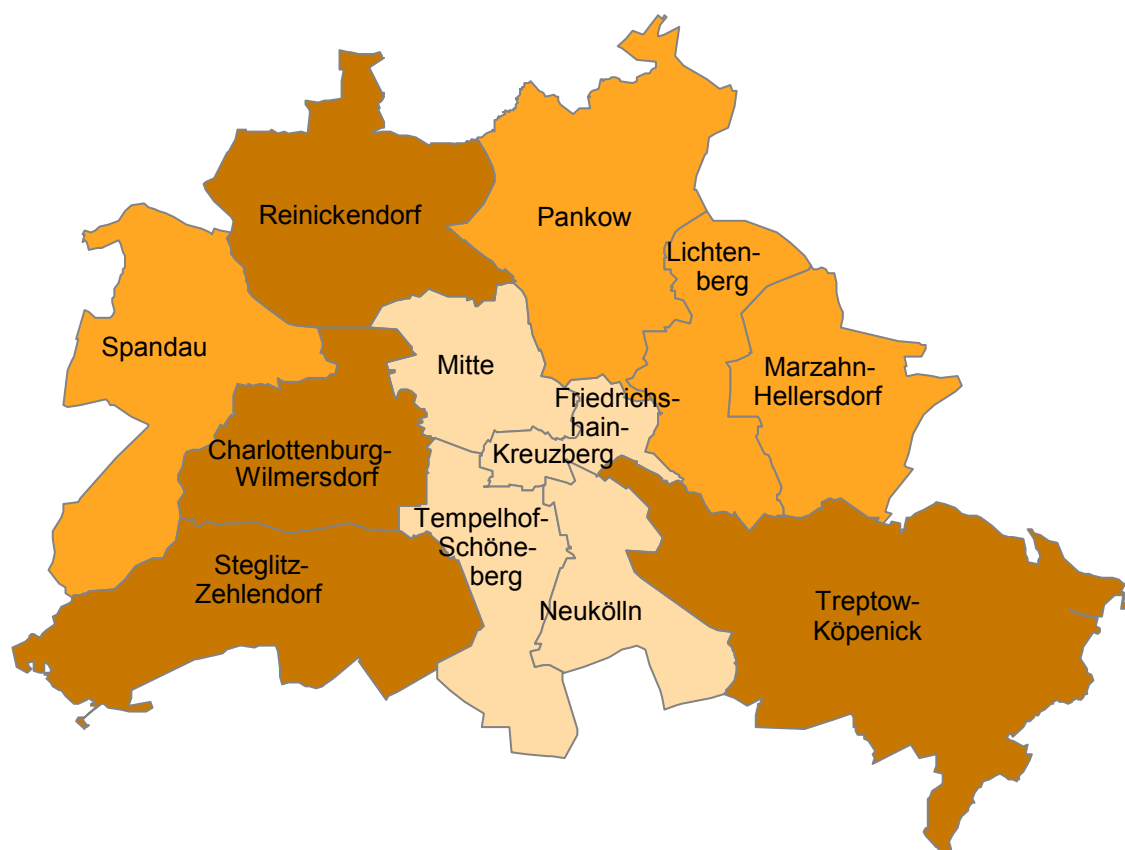 Reinickendorf
Pankow
Lichten-
berg
Spandau
Mitte
Marzahn-
Hellersdorf
Friedrichs-
hain-
Kreuzberg
Charlottenburg-
Wilmersdorf
Tempelhof-
Schöne-
berg
Steglitz-
Zehlendorf
Neukölln
Treptow-
Köpenick